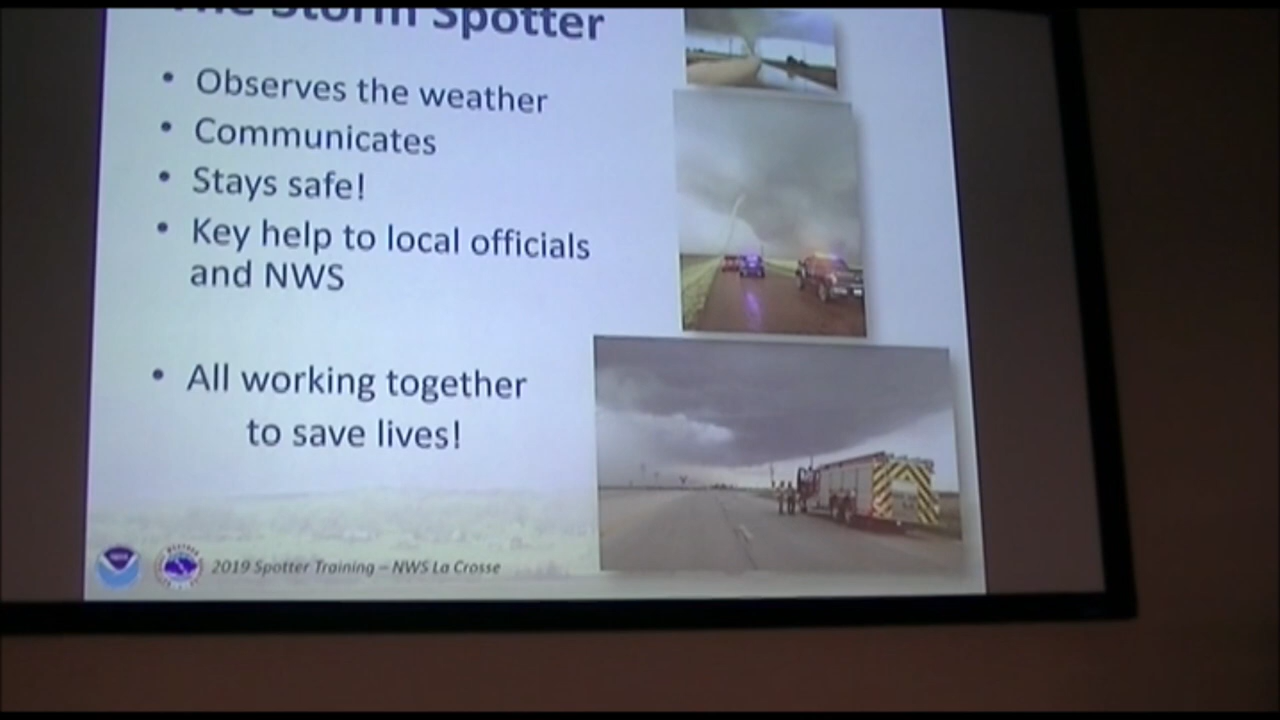 The Storm Spotter
• Observes the weather
• Communicates
• Stays safe!
• Key help to local officials
and NWS
• All working together
to save lives!
2019 Spotter Training – NWS La Crosse